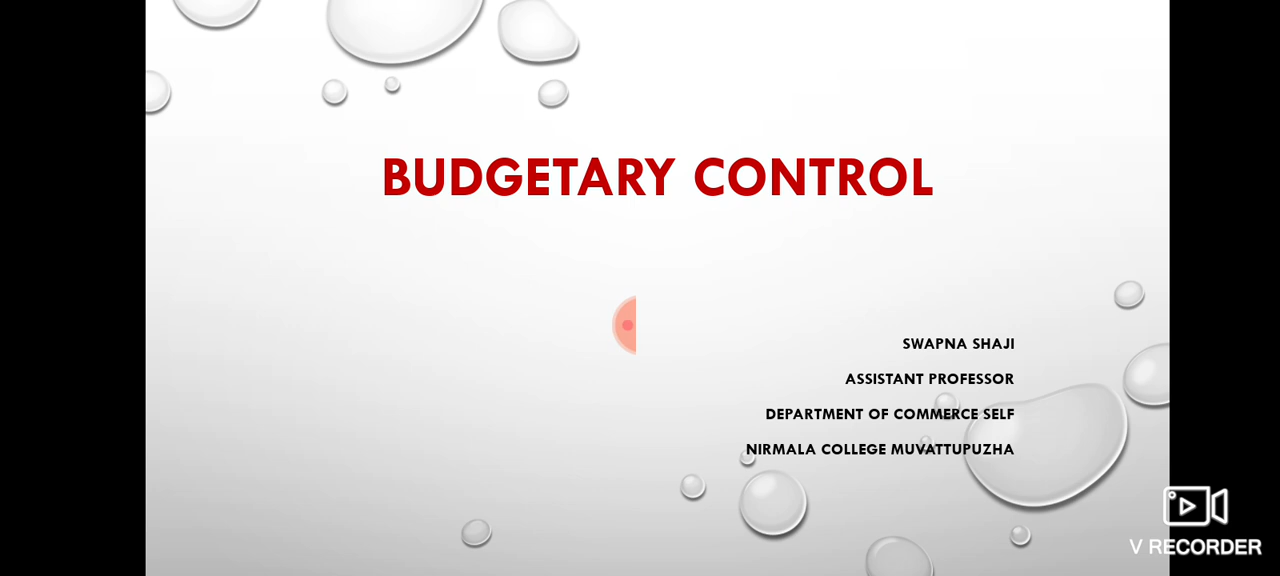 BUDGETARY CONTROL
SWAPNA SHAJI
ASSISTANT PROFESSOR
DEPARTMENT OF COMMERCE SELF
NIRMALA COLLEGE MUVATTUPUZHA
V RECORDER